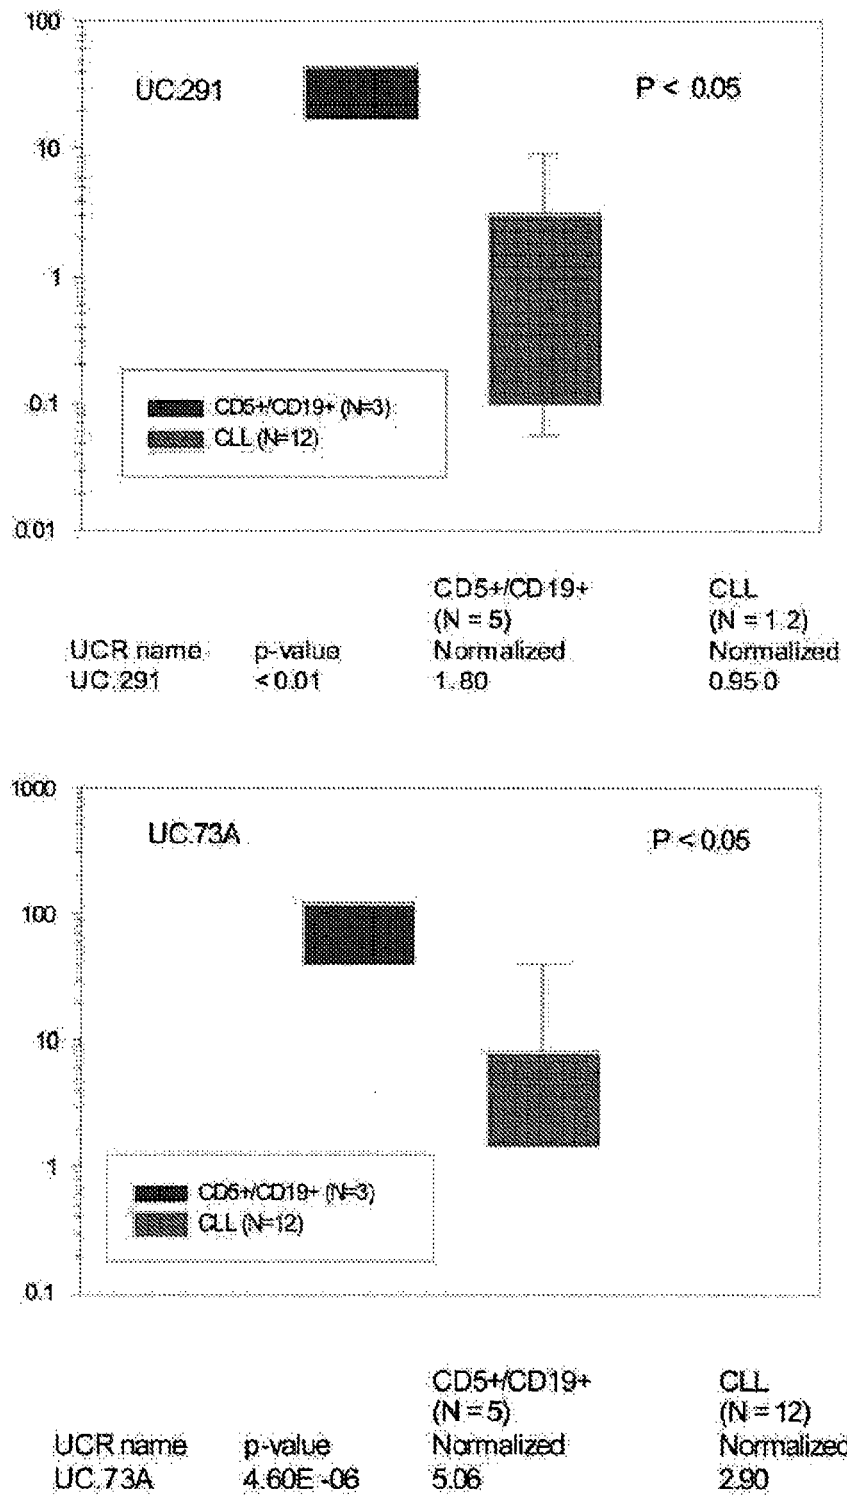 100
UC.291
P < 0.05
10
1
0.1
CD5+/CD19+ (N=3)
CLL (N=12)
0.01
CD5+/CD19+ CLL
(N = 5) (N = 1 2)
UCR name p-value Normalized Normalized
UC.291 <0.01 1.80 0.950
1000
UC.73A
P < 0.05
100
10
1
CD5+/CD19+ (N=3)
CLL (N=12)
0.1
CD5+/CD19+ CLL
(N = 5) (N = 12)
UCR name p-value Normalized Normalized
UC.73A 4.60E-06 5.06 2.90